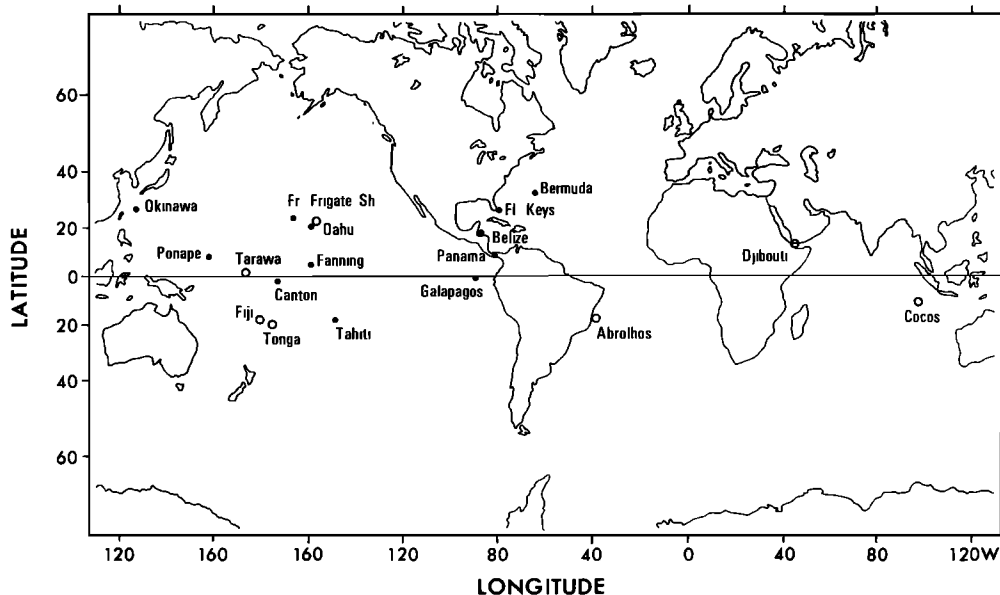 60
40
20
0
20
40
60
LATITUDE
Bermuda
Okinawa
Fl Keys
Fr Frigate Sh
Oahu
Belize
Ponape
Tarawa
Fanning
Panama
Djibouti
Canton
Galapagos
Fiji
Tonga
Tahiti
Abrolhos
Cocos
120 160 160 120 80 40 0 40 80 120W
LONGITUDE